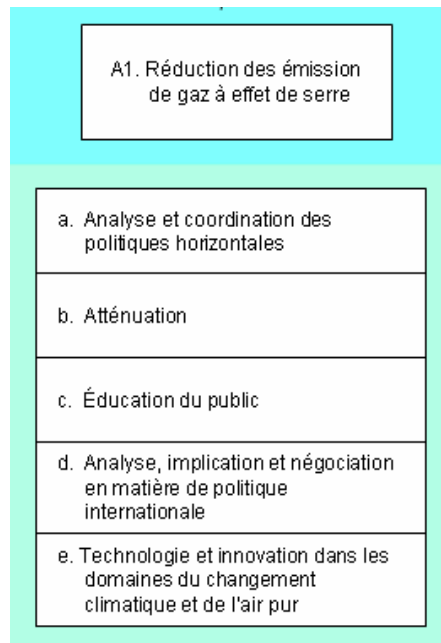 A1. Réduction des émission
de gaz à effet de serre
a. Analyse et coordination des
politiques horizontales
b. Atténuation
c. Éducation du public
d. Analyse, implication et négociation
en matière de politique
internationale
e. Technologie et innovation dans les
domaines du changement
climatique et de l'air pur